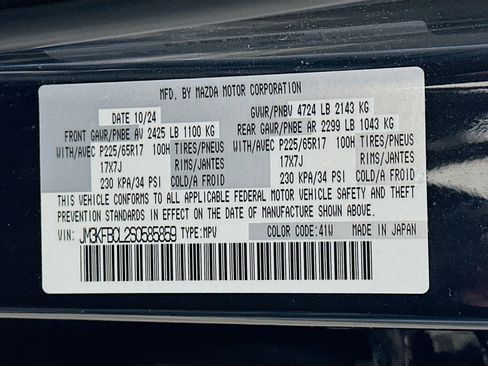 MFD. BY MAZDA MOTOR CORPORATION
DATE 10/24 GVWR/PNBV 4724 LB 2143 KG
FRONT GAWR/PNBE AV 2425 LB 1100 KG REAR GAWR/PNBE AR 2299 LB 1043 KG
WITH/AVEC P225/65R17 100H TIRES/PNEUS WITH/AVEC P225/65R17 100H TIRES/PNEUS
17X7J RIMS/JANTES 17X7J RIMS/JANTES
230 KPA/34 PSI COLD/A FROID 230 KPA/34 PSI COLD/A FROID
THIS VEHICLE CONFORMS TO ALL APPLICABLE FEDERAL MOTOR VEHICLE SAFETY AND THEFT
PREVENTION STANDARDS IN EFFECT ON THE DATE OF MANUFACTURE SHOWN ABOVE.
VIN: JM3KFBCL2S0585859 TYPE: MPV COLOR CODE: 41W MADE IN JAPAN